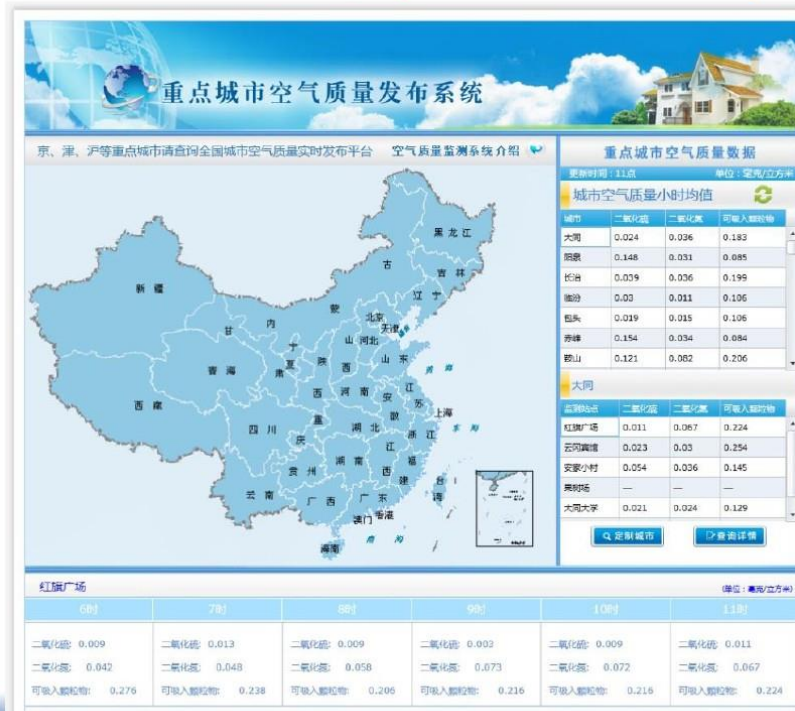 重点城市空气质量发布系统
京、津、沪等重点城市请查询全国城市空气质量实时发布平台 空气质量监测系统介绍
黑龙江
吉林
辽宁
古
蒙
内
新疆
甘
宁
夏
肃
北京
天津
山 河北
西
山东
黄海
青海
陕
西
河南
江
苏
安
徽
西藏
四川
重
庆
湖北
上海
浙江
东海
湖南
江
西
福
建
贵州
云南
广西
广东
台
湾
澳门
香港
海南
南海
重点城市空气质量数据
更新时间:11点 单位:毫克/立方米
城市空气质量小时均值
城市 二氧化硫 二氧化氮 可吸入颗粒物
大同 0.024 0.036 0.183
阳泉 0.148 0.031 0.085
长治 0.039 0.036 0.199
临汾 0.03 0.011 0.106
包头 0.019 0.015 0.106
赤峰 0.154 0.034 0.084
鞍山 0.121 0.082 0.206
大同
监测站点 二氧化硫 二氧化氮 可吸入颗粒物
红旗广场 0.011 0.067 0.224
云冈宾馆 0.023 0.03 0.254
安家小村 0.054 0.036 0.145
果树场 — — —
大同大学 0.021 0.024 0.129
定制城市 查询详情
红旗广场 (单位:毫克/立方米)
6时 7时 8时 9时 10时 11时
二氧化硫: 0.009 二氧化硫: 0.013 二氧化硫: 0.009 二氧化硫: 0.003 二氧化硫: 0.009 二氧化硫: 0.011
二氧化氮: 0.042 二氧化氮: 0.048 二氧化氮: 0.058 二氧化氮: 0.073 二氧化氮: 0.072 二氧化氮: 0.067
可吸入颗粒物: 0.276 可吸入颗粒物: 0.238 可吸入颗粒物: 0.206 可吸入颗粒物: 0.216 可吸入颗粒物: 0.216 可吸入颗粒物: 0.224